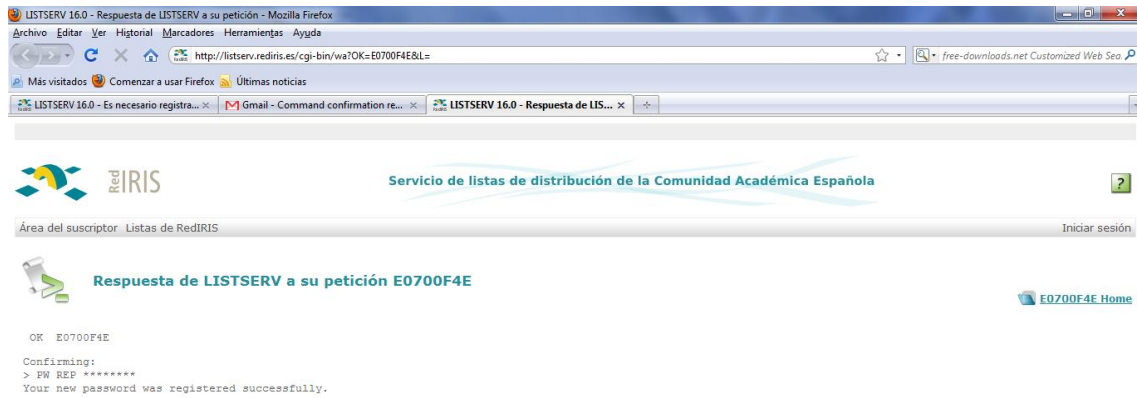 LISTSERV 16.0 - Respuesta de LISTSERV a su petición - Mozilla Firefox
Archivo Editar Ver Historial Marcadores Herramientas Ayuda
http://listserv.rediris.es/cgi-bin/wa?OK=E0700F4E&L=
free-downloads.net Customized Web Sea
Más visitados Comenzar a usar Firefox Últimas noticias
LISTSERV 16.0 - Es necesario registra... Gmail - Command confirmation re... LISTSERV 16.0 - Respuesta de LIS...
RedIRIS Servicio de listas de distribución de la Comunidad Académica Española ?
Área del suscriptor Listas de RedIRIS Iniciar sesión
Respuesta de LISTSERV a su petición E0700F4E
E0700F4E Home
OK E0700F4E
Confirming:
> PW REP ********
Your new password was registered successfully.